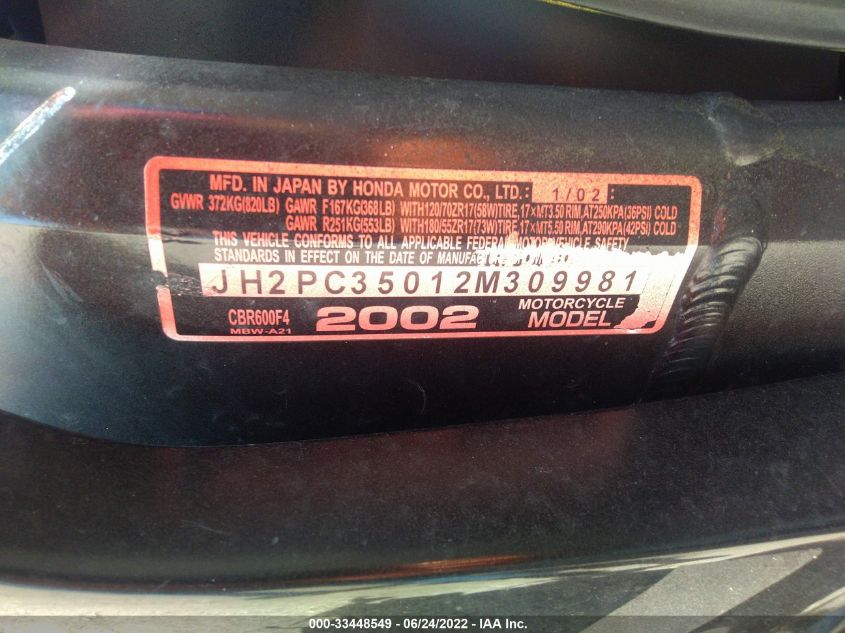 MFD. IN JAPAN BY HONDA MOTOR CO., LTD.: 1/02:
GVWR 372KG(820LB) GAWR F167KG(368LB) WITH120/70ZR17(58W)TIRE,17×MT3.50 RIM,AT250KPA(36PSI) COLD
GAWR R251KG(553LB) WITH180/55ZR17(73W)TIRE,17×MT5.50 RIM,AT290KPA(42PSI) COLD
THIS VEHICLE CONFORMS TO ALL APPLICABLE FEDERAL MOTOR VEHICLE SAFETY
STANDARDS IN EFFECT ON THE DATE OF
JH2PC35012M309981
CBR600F4 2002 MOTORCYCLE
MBW-A21 MODEL
000-33448549 / 06/24/2022 - IAA Inc.